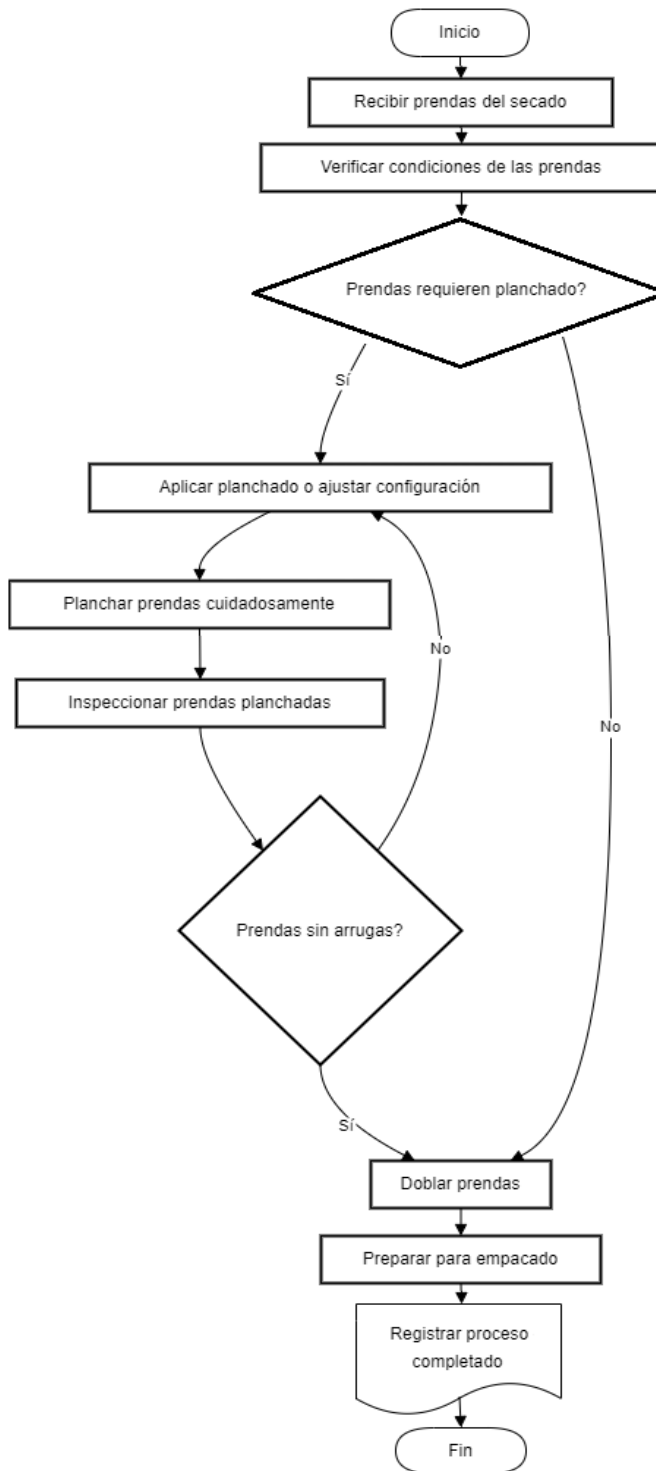 Inicio
Recibir prendas del secado
Verificar condiciones de las prendas
Prendas requieren planchado?
Sí
Aplicar planchado o ajustar configuración
Planchar prendas cuidadosamente
No
Inspeccionar prendas planchadas
No
Prendas sin arrugas?
Sí
Doblar prendas
Preparar para empacado
Registrar proceso
completado
Fin